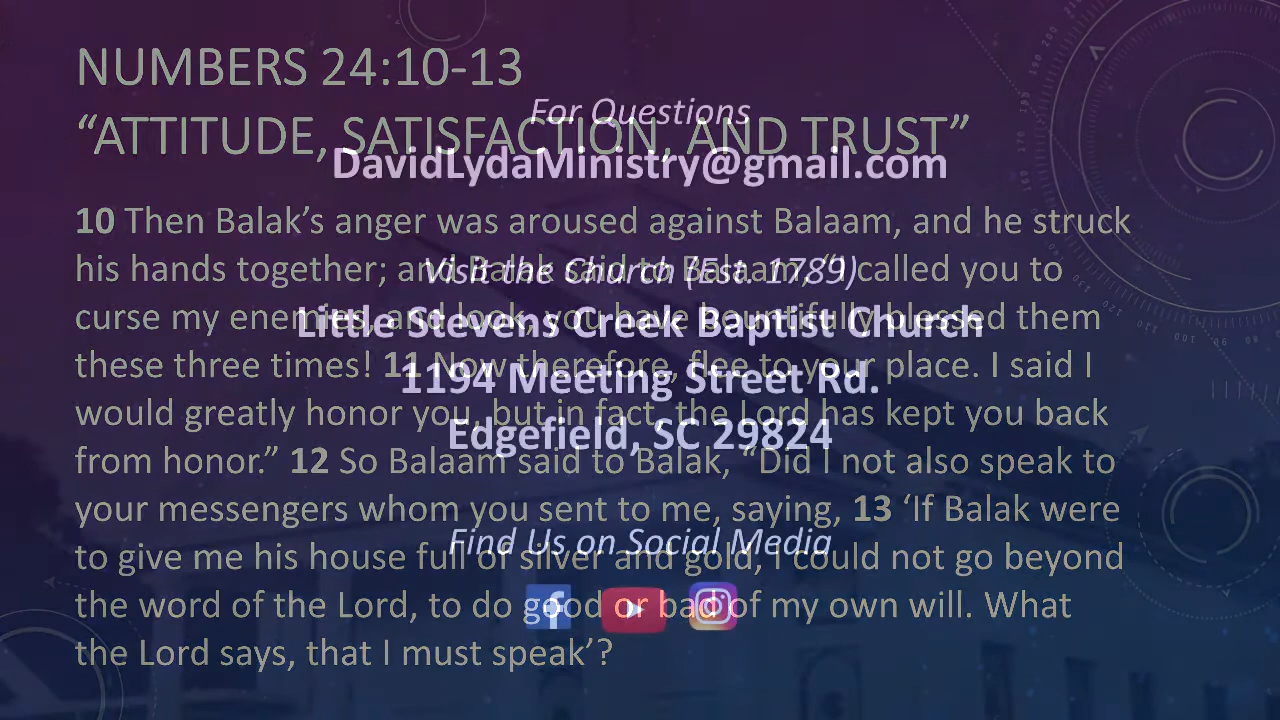 NUMBERS 24:10-13
“ATTITUDE, SATISFACTION, AND TRUST”
10 Then Balak’s anger was aroused against Balaam, and he struck
his hands together; and Balak said to Balaam, “I called you to
curse my enemies, and look, you have bountifully blessed them
these three times! 11 Now therefore, flee to your place. I said I
would greatly honor you, but in fact, the Lord has kept you back
from honor.” 12 So Balaam said to Balak, “Did I not also speak to
your messengers whom you sent to me, saying, 13 ‘If Balak were
to give me his house full of silver and gold, I could not go beyond
the word of the Lord, to do good or bad of my own will. What
the Lord says, that I must speak’?
For Questions
DavidLydaMinistry@gmail.com
Visit the Church (Est. 1789)
Little Stevens Creek Baptist Church
1194 Meeting Street Rd.
Edgefield, SC 29824
Find Us on Social Media